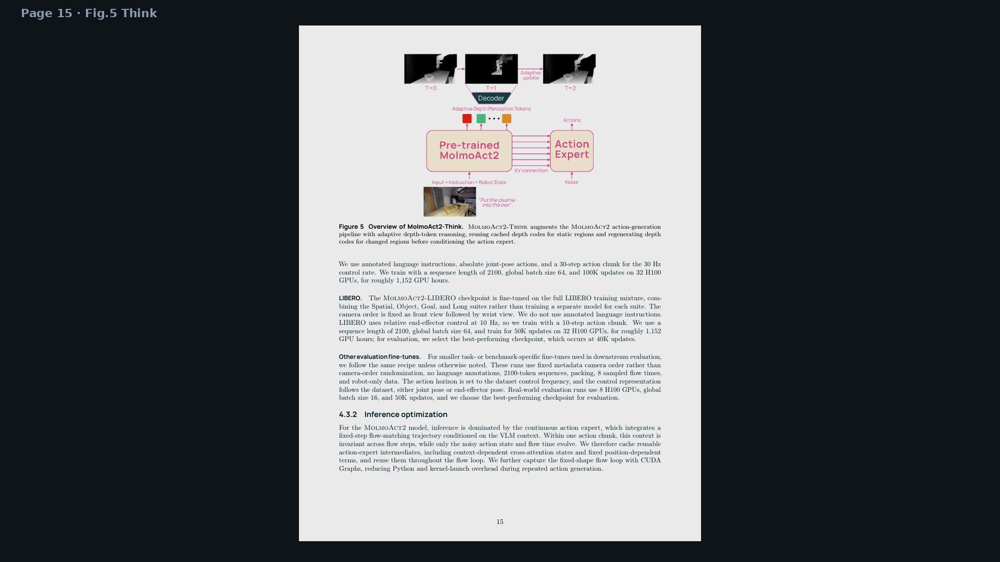 Page 15 · Fig.5 Think
T=0
T=1
Adaptive
update
T=2
Decoder
Adaptive Depth Perception Tokens
Actions
Pre-trained
MolmoAct2
Action
Expert
KV connection
Input + Instruction + Robot State
Noise
"Put the plushie
into the box"
Figure 5 Overview of MolmoAct2-Think. MolmoAct2-Think augments the MolmoAct2 action-generation
pipeline with adaptive depth-token reasoning, reusing cached depth codes for static regions and regenerating depth
codes for changed regions before conditioning the action expert.
We use annotated language instructions, absolute joint-pose actions, and a 30-step action chunk for the 30 Hz
control rate. We train with a sequence length of 2100, global batch size 64, and 100K updates on 32 H100
GPUs, for roughly 1,152 GPU hours.
LIBERO. The MolmoAct2-LIBERO checkpoint is fine-tuned on the full LIBERO training mixture, com-
bining the Spatial, Object, Goal, and Long suites rather than training a separate model for each suite. The
camera order is fixed as front view followed by wrist view. We do not use annotated language instructions.
LIBERO uses relative end-effector control at 10 Hz, so we train with a 10-step action chunk. We use a
sequence length of 2100, global batch size 64, and train for 50K updates on 32 H100 GPUs, for roughly 1,152
GPU hours; for evaluation, we select the best-performing checkpoint, which occurs at 40K updates.
Other evaluation fine-tunes. For smaller task- or benchmark-specific fine-tunes used in downstream evaluation,
we follow the same recipe unless otherwise noted. These runs use fixed metadata camera order rather than
camera-order randomization, no language annotations, 2100-token sequences, packing, 8 sampled flow times,
and robot-only data. The action horizon is set to the dataset control frequency, and the control representation
follows the dataset, either joint pose or end-effector pose. Real-world evaluation runs use 8 H100 GPUs, global
batch size 16, and 50K updates, and we choose the best-performing checkpoint for evaluation.
4.3.2 Inference optimization
For the MolmoAct2 model, inference is dominated by the continuous action expert, which integrates a
fixed-step flow-matching trajectory conditioned on the VLM context. Within one action chunk, this context is
invariant across flow steps, while only the noisy action state and flow time evolve. We therefore cache reusable
action-expert intermediates, including context-dependent cross-attention states and fixed position-dependent
terms, and reuse them throughout the flow loop. We further capture the fixed-shape flow loop with CUDA
Graphs, reducing Python and kernel-launch overhead during repeated action generation.
15